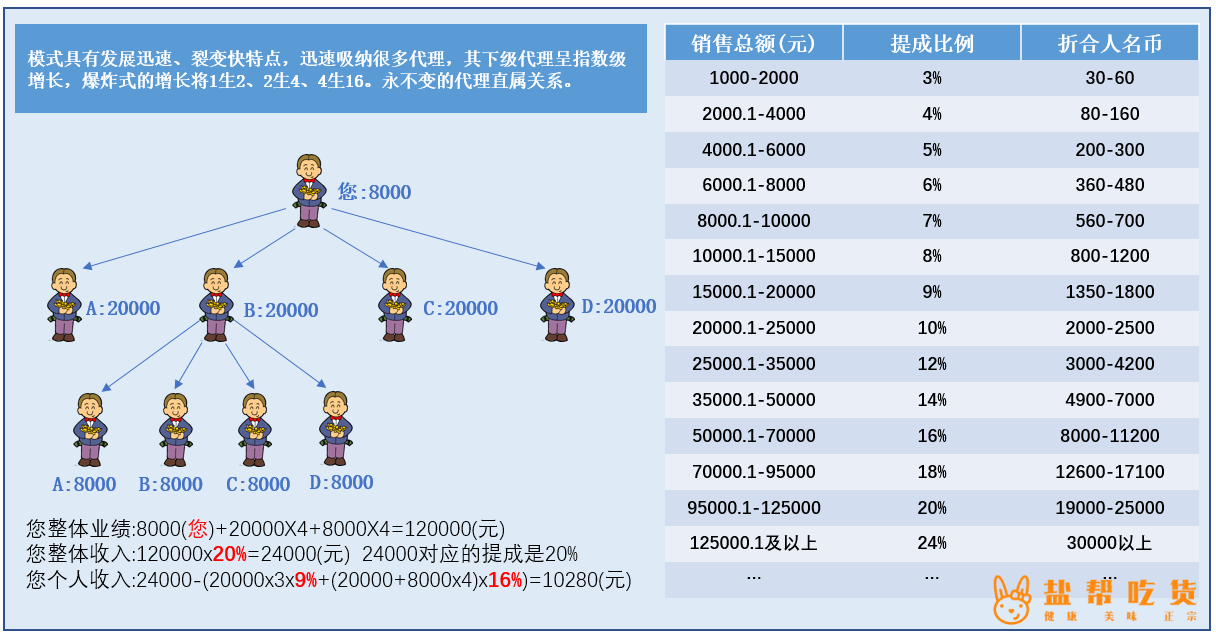 模式具有发展迅速、裂变快特点，迅速吸纳很多代理，其下级代理呈指数级
增长，爆炸式的增长将1生2、2生4、4生16。永不变的代理直属关系。
您:8000
A:20000
B:20000
C:20000
D:20000
A:8000
B:8000
C:8000
D:8000
您整体业绩:8000(您)+20000X4+8000X4=120000(元)
您整体收入:120000x20%=24000(元) 24000对应的提成是20%
您个人收入:24000-(20000x3x9%+(20000+8000x4)x16%)=10280(元)
销售总额(元) 提成比例 折合人名币
1000-2000 3% 30-60
2000.1-4000 4% 80-160
4000.1-6000 5% 200-300
6000.1-8000 6% 360-480
8000.1-10000 7% 560-700
10000.1-15000 8% 800-1200
15000.1-20000 9% 1350-1800
20000.1-25000 10% 2000-2500
25000.1-35000 12% 3000-4200
35000.1-50000 14% 4900-7000
50000.1-70000 16% 8000-11200
70000.1-95000 18% 12600-17100
95000.1-125000 20% 19000-25000
125000.1及以上 24% 30000以上
... ... ...
盐帮吃货
健康 美味 正宗